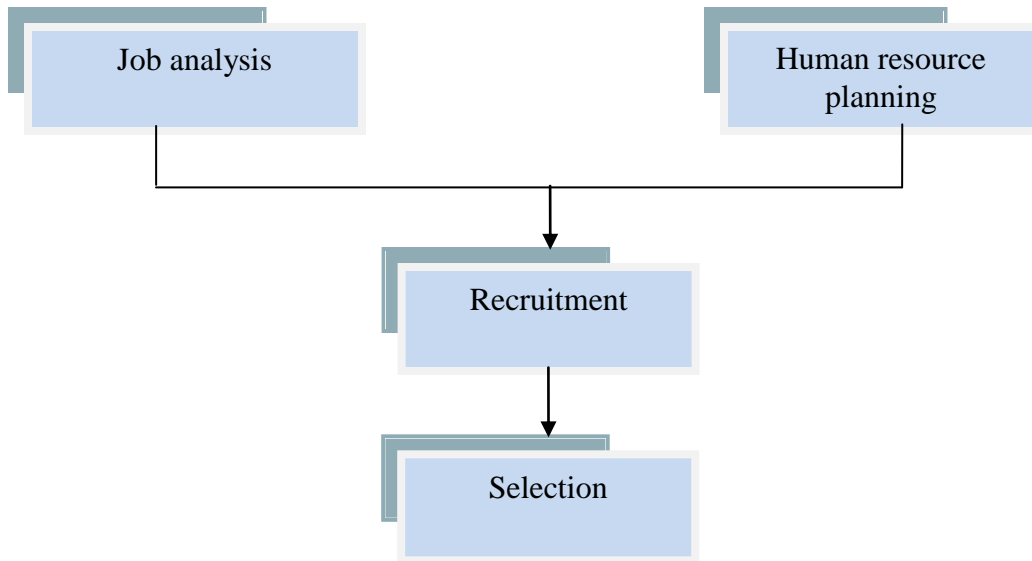 Job analysis
Human resource
planning
Recruitment
Selection